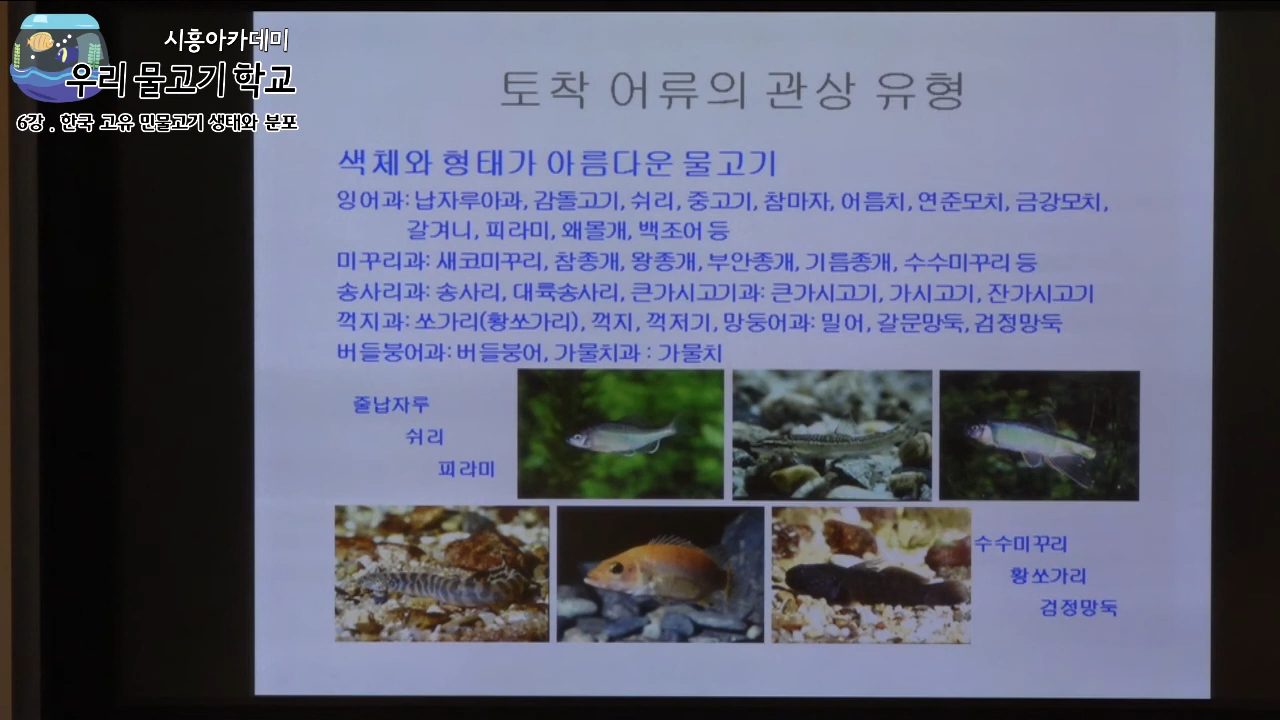 시흥아카데미
우리 물고기 학교
6강 . 한국 고유 민물고기 생태와 분포
토착 어류의 관상 유형
색체와 형태가 아름다운 물고기
잉어과: 납자루아과, 감돌고기, 쉬리, 중고기, 참마자, 어름치, 연준모치, 금강모치,
갈겨니, 피라미, 왜몰개, 백조어 등
미꾸리과: 새코미꾸리, 참종개, 왕종개, 부안종개, 기름종개, 수수미꾸리 등
송사리과: 송사리, 대륙송사리, 큰가시고기과: 큰가시고기, 가시고기, 잔가시고기
꺽지과: 쏘가리(황쏘가리), 꺽지, 꺽저기, 망둥어과: 밀어, 갈문망둑, 검정망둑
버들붕어과: 버들붕어, 가물치과 : 가물치
줄납자루
쉬리
피라미
수수미꾸리
황쏘가리
검정망둑